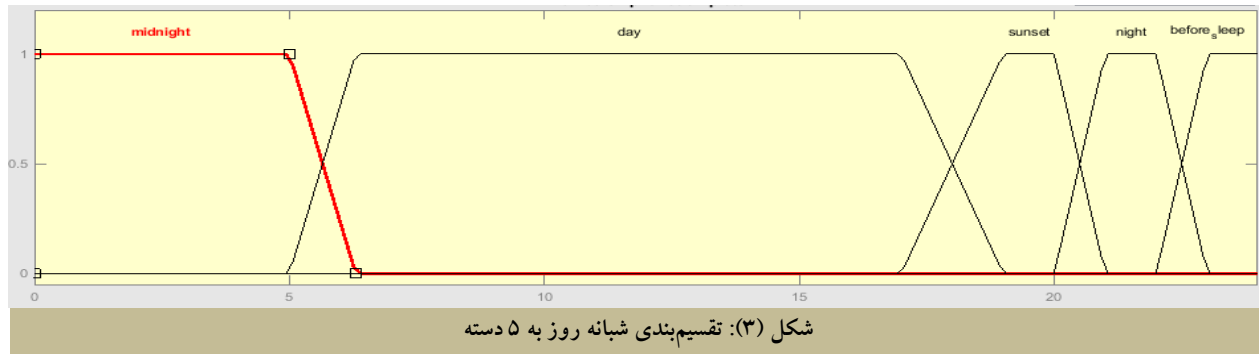 midnight day sunset night before_sleep
1
0.5
0
0 5 10 15 20
شکل (۳): تقسیم‌بندی شبانه روز به ۵ دسته